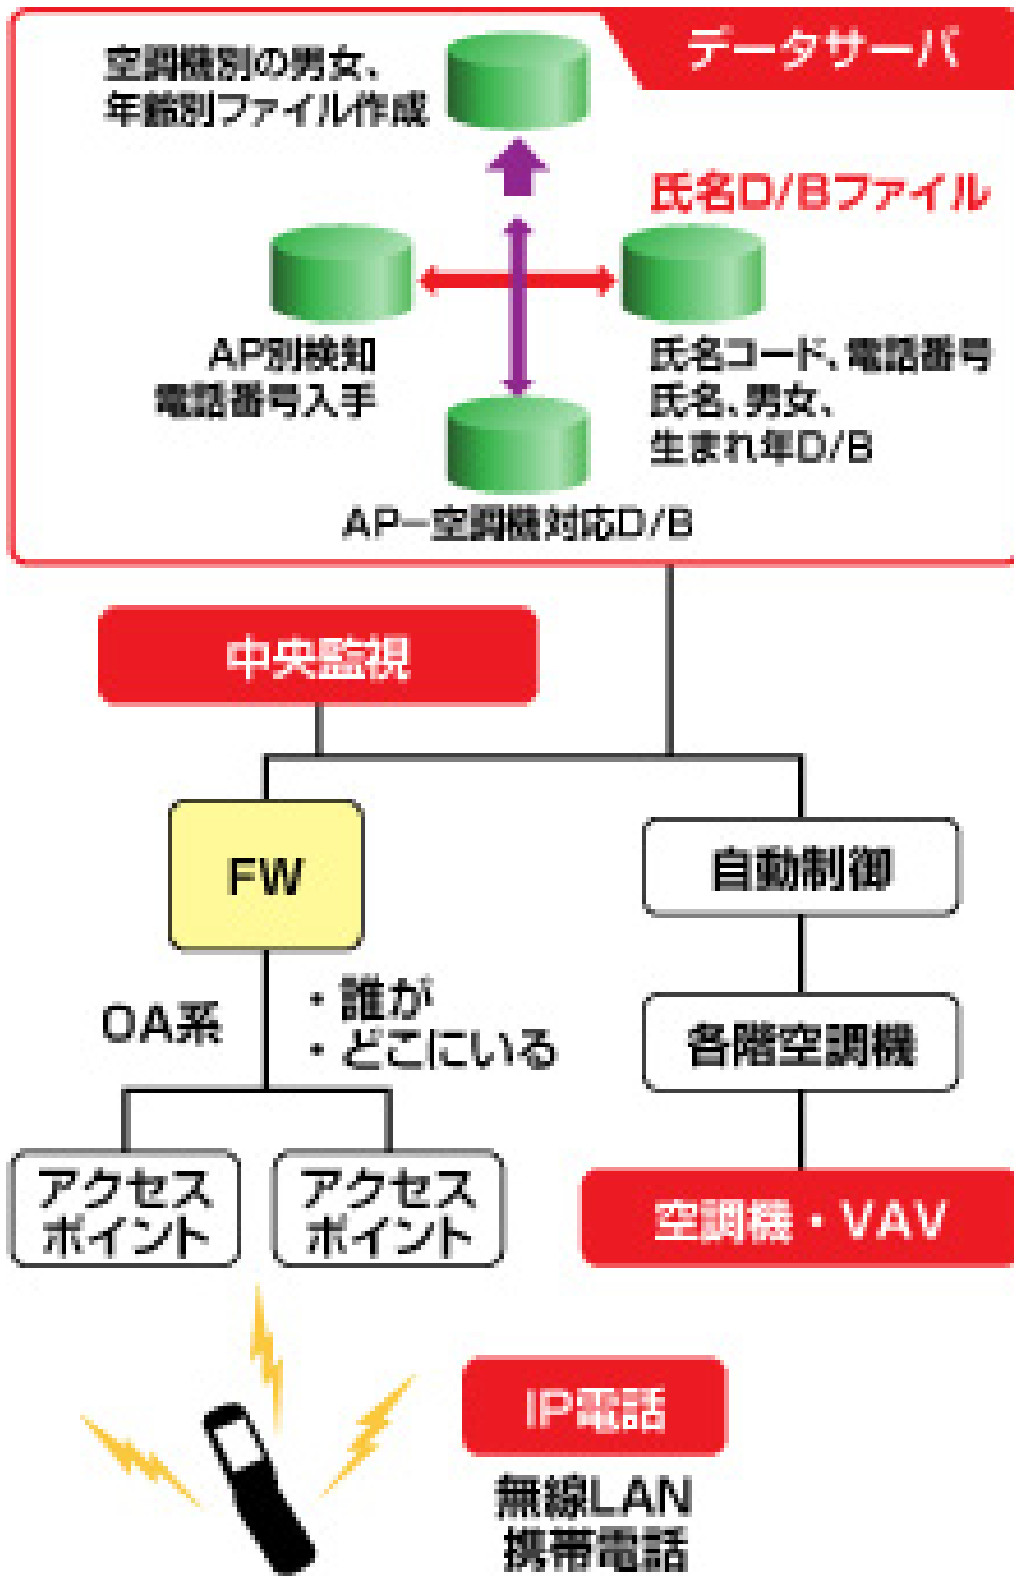 データサーバ
空調機別の男女、
年齢別ファイル作成
氏名D/Bファイル
AP別検知
電話番号入手
氏名コード、電話番号
氏名、男女、
生まれ年D/B
AP－空調機対応D/B
中央監視
FW
自動制御
OA系
・誰が
・どこにいる
各階空調機
アクセス
ポイント
アクセス
ポイント
空調機・VAV
IP電話
無線LAN
携帯電話